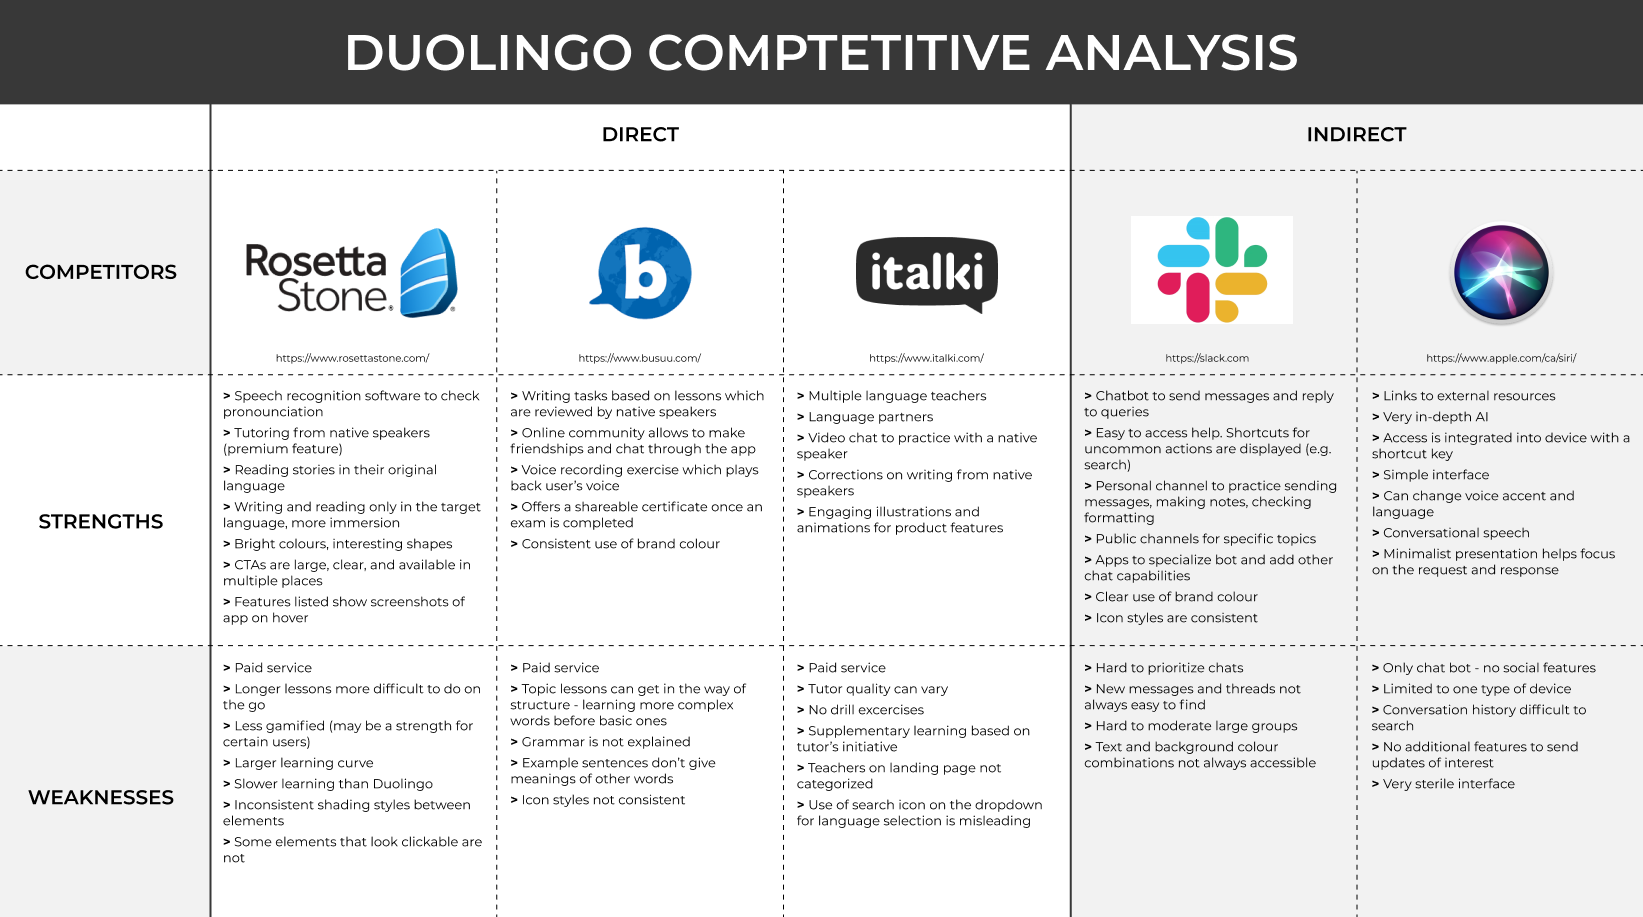 DUOLINGO COMPTETITIVE ANALYSIS
DIRECT
INDIRECT
COMPETITORS
Rosetta
Stone
®
®
https://www.rosettastone.com/
b
https://www.busuu.com/
italki
https://www.italki.com/
https://slack.com
https://www.apple.com/ca/siri/
STRENGTHS
> Speech recognition software to check
pronounciation
> Tutoring from native speakers
(premium feature)
> Reading stories in their original
language
> Writing and reading only in the target
language, more immersion
> Bright colours, interesting shapes
> CTAs are large, clear, and available in
multiple places
> Features listed show screenshots of
app on hover
> Writing tasks based on lessons which
are reviewed by native speakers
> Online community allows to make
friendships and chat through the app
> Voice recording exercise which plays
back user’s voice
> Offers a shareable certificate once an
exam is completed
> Consistent use of brand colour
> Multiple language teachers
> Language partners
> Video chat to practice with a native
speaker
> Corrections on writing from native
speakers
> Engaging illustrations and
animations for product features
> Chatbot to send messages and reply
to queries
> Easy to access help. Shortcuts for
uncommon actions are displayed (e.g.
search)
> Personal channel to practice sending
messages, making notes, checking
formatting
> Public channels for specific topics
> Apps to specialize bot and add other
chat capabilities
> Clear use of brand colour
> Icon styles are consistent
> Links to external resources
> Very in-depth AI
> Access is integrated into device with a
shortcut key
> Simple interface
> Can change voice accent and
language
> Conversational speech
> Minimalist presentation helps focus
on the request and response
WEAKNESSES
> Paid service
> Longer lessons more difficult to do on
the go
> Less gamified (may be a strength for
certain users)
> Larger learning curve
> Slower learning than Duolingo
> Inconsistent shading styles between
elements
> Some elements that look clickable are
not
> Paid service
> Topic lessons can get in the way of
structure - learning more complex
words before basic ones
> Grammar is not explained
> Example sentences don’t give
meanings of other words
> Icon styles not consistent
> Paid service
> Tutor quality can vary
> No drill excercises
> Supplementary learning based on
tutor’s initiative
> Teachers on landing page not
categorized
> Use of search icon on the dropdown
for language selection is misleading
> Hard to prioritize chats
> New messages and threads not
always easy to find
> Hard to moderate large groups
> Text and background colour
combinations not always accessible
> Only chat bot - no social features
> Limited to one type of device
> Conversation history difficult to
search
> No additional features to send
updates of interest
> Very sterile interface